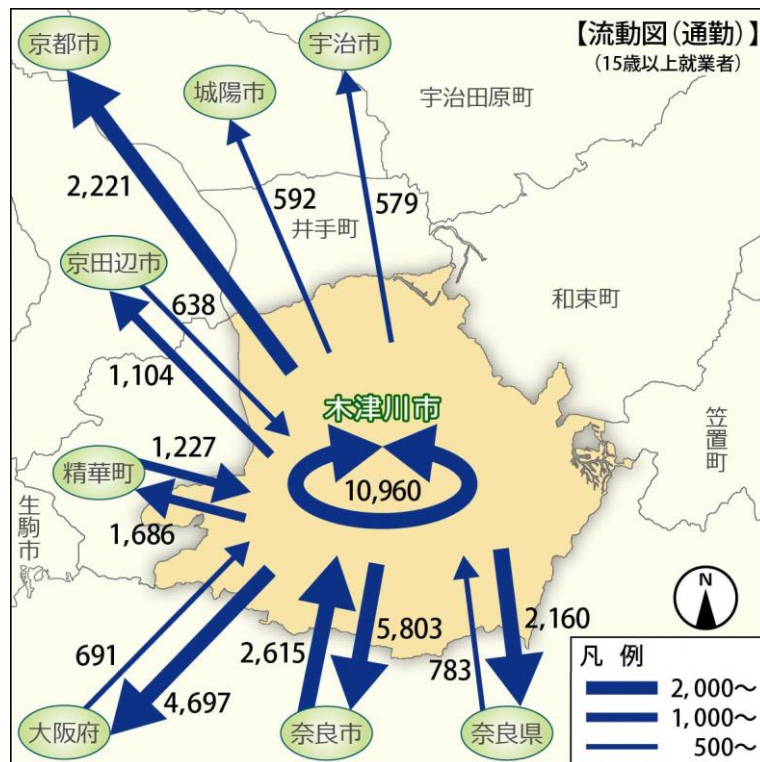 京都市
宇治市
【流動図(通勤)】
(15歳以上就業者)
城陽市
宇治田原町
2,221
592
579
井手町
京田辺市
638
和束町
1,104
木津川市
笠置町
1,227
精華町
10,960
生駒市
1,686
N
691
4,697
2,615
5,803
783
2,160
凡 例
2,000～
1,000～
500～
大阪府
奈良市
奈良県